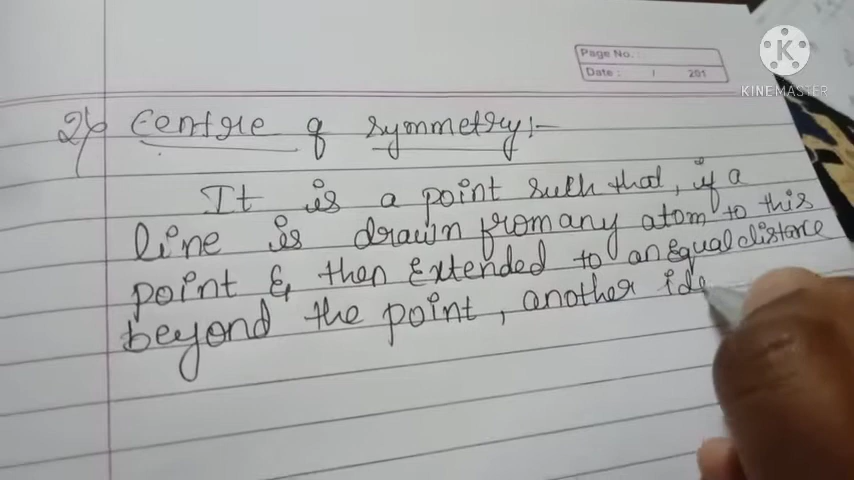 Page No. :
Date : / 201
KINEMASTER
2) Centre of symmetry :-
It is a point such that, if a
line is drawn from any atom to this
point & then Extended to an Equal distance
beyond the point, another ide